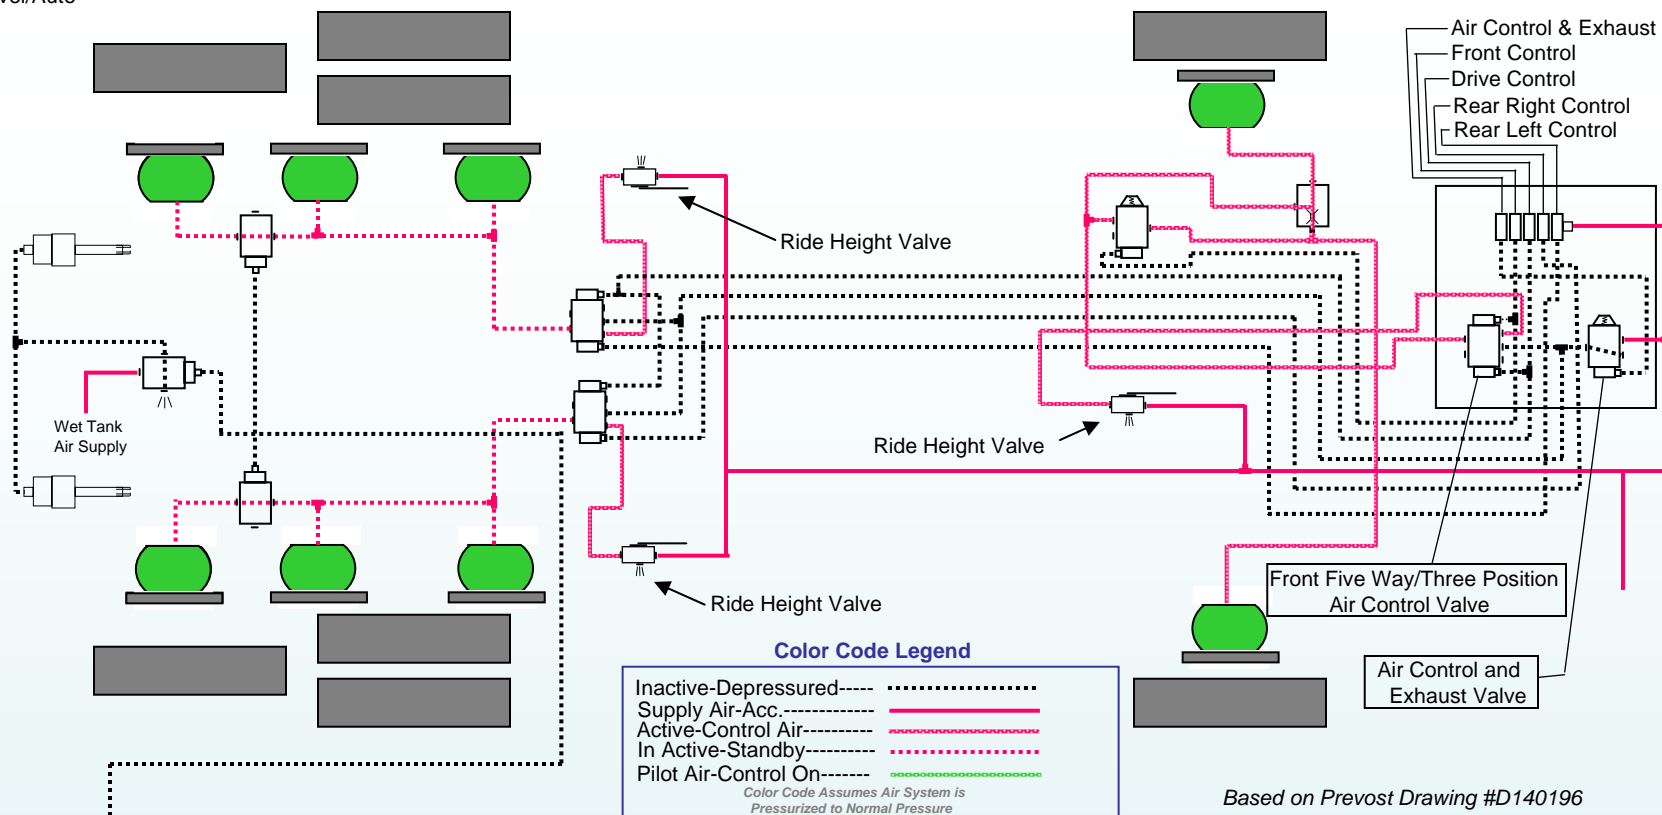 Air Control & Exhaust
Front Control
Drive Control
Rear Right Control
Rear Left Control
Ride Height Valve
Wet Tank
Air Supply
Ride Height Valve
Ride Height Valve
Front Five Way/Three Position
Air Control Valve
Air Control and
Exhaust Valve
Color Code Legend
Inactive-Depressured-----
Supply Air-Acc.-------------
Active-Control Air----------
In Active-Standby----------
Pilot Air-Control On-------
Color Code Assumes Air System is
Pressurized to Normal Pressure
Based on Prevost Drawing #D140196